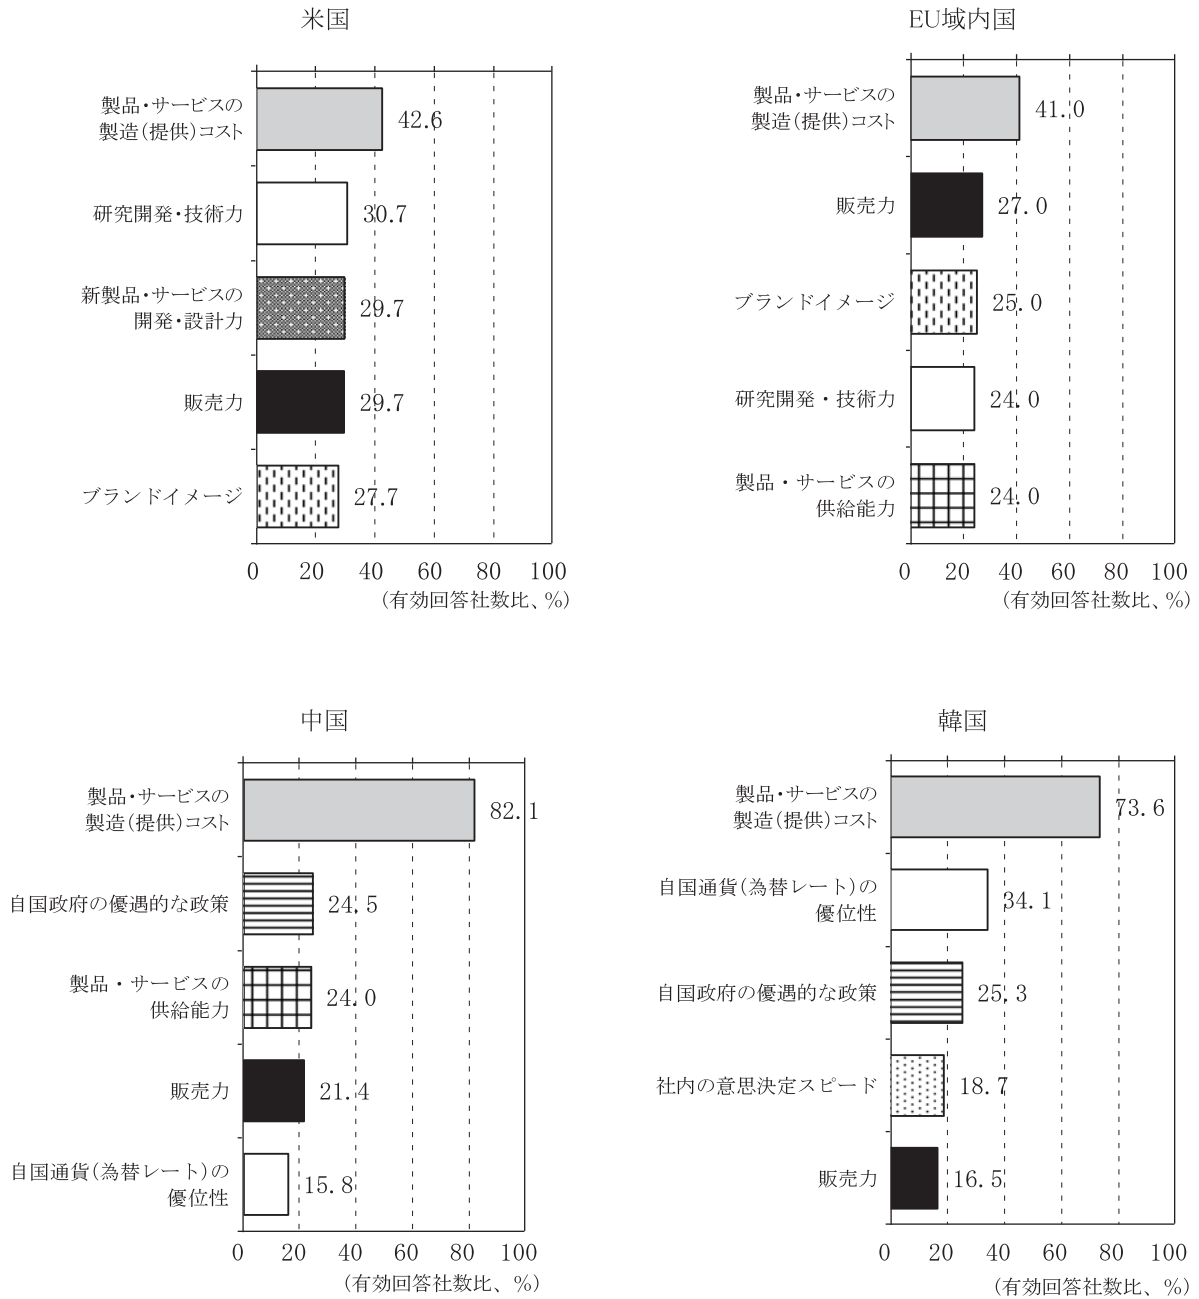 米国
製品・サービスの
製造(提供)コスト
42.6
研究開発・技術力
30.7
新製品・サービスの
開発・設計力
29.7
販売力
29.7
ブランドイメージ
27.7
0 20 40 60 80 100
(有効回答社数比、%)
EU域内国
製品・サービスの
製造(提供)コスト
41.0
販売力
27.0
ブランドイメージ
25.0
研究開発・技術力
24.0
製品・サービスの
供給能力
24.0
0 20 40 60 80 100
(有効回答社数比、%)
中国
製品・サービスの
製造(提供)コスト
82.1
自国政府の優遇的な政策
24.5
製品・サービスの
供給能力
24.0
販売力
21.4
自国通貨(為替レート)の
優位性
15.8
0 20 40 60 80 100
(有効回答社数比、%)
韓国
製品・サービスの
製造(提供)コスト
73.6
自国通貨(為替レート)の
優位性
34.1
自国政府の優遇的な政策
25.3
社内の意思決定スピード
18.7
販売力
16.5
0 20 40 60 80 100
(有効回答社数比、%)